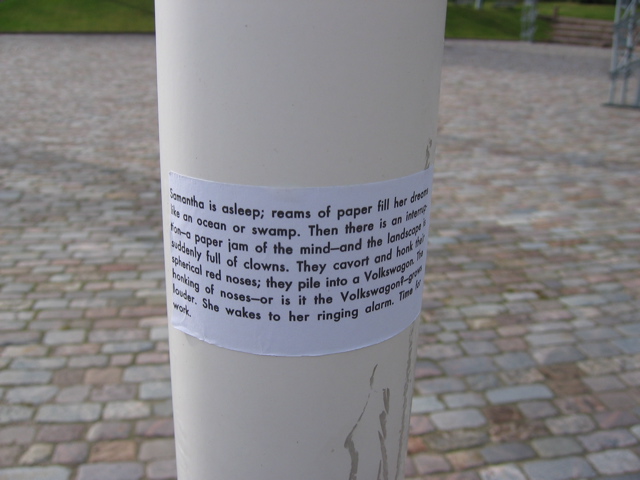 Samantha is asleep; reams of paper fill her dreams
like an ocean or swamp. Then there is an interrup-
tion—a paper jam of the mind—and the landscape is
suddenly full of clowns. They cavort and honk their
spherical red noses; they pile into a Volkswagon. The
honking of noses—or is it the Volkswagon?—grows
louder. She wakes to her ringing alarm. Time for
work.